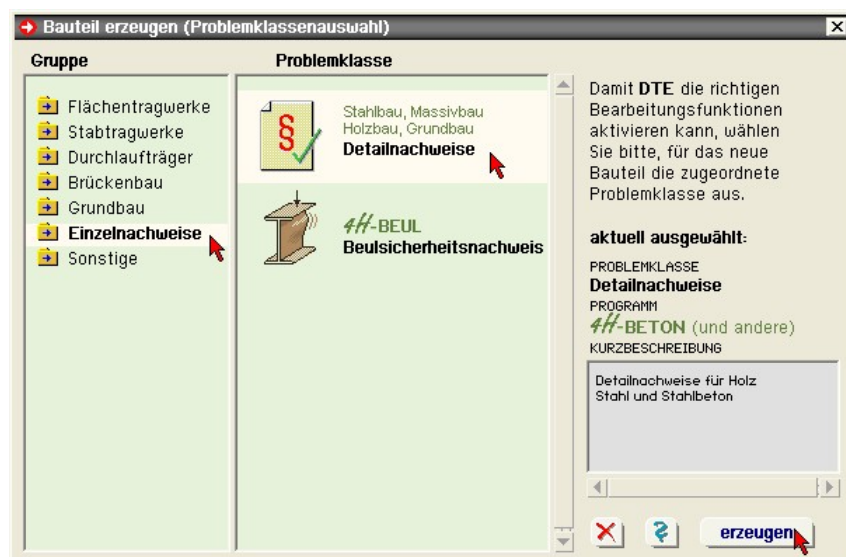 Bauteil erzeugen (Problemklassenauswahl)
Gruppe
Flächentragwerke
Stabtragwerke
Durchlaufträger
Brückenbau
Grundbau
Einzelnachweise
Sonstige
Problemklasse
§
Stahlbau, Massivbau
Holzbau, Grundbau
Detailnachweise
4H-BEUL
Beulsicherheitsnachweis
Damit DTE die richtigen
Bearbeitungsfunktionen
aktivieren kann, wählen
Sie bitte, für das neue
Bauteil die zugeordnete
Problemklasse aus.
aktuell ausgewählt:
PROBLEMKLASSE
Detailnachweise
PROGRAMM
4H-BETON (und andere)
KURZBESCHREIBUNG
Detailnachweise für Holz
Stahl und Stahlbeton
erzeugen